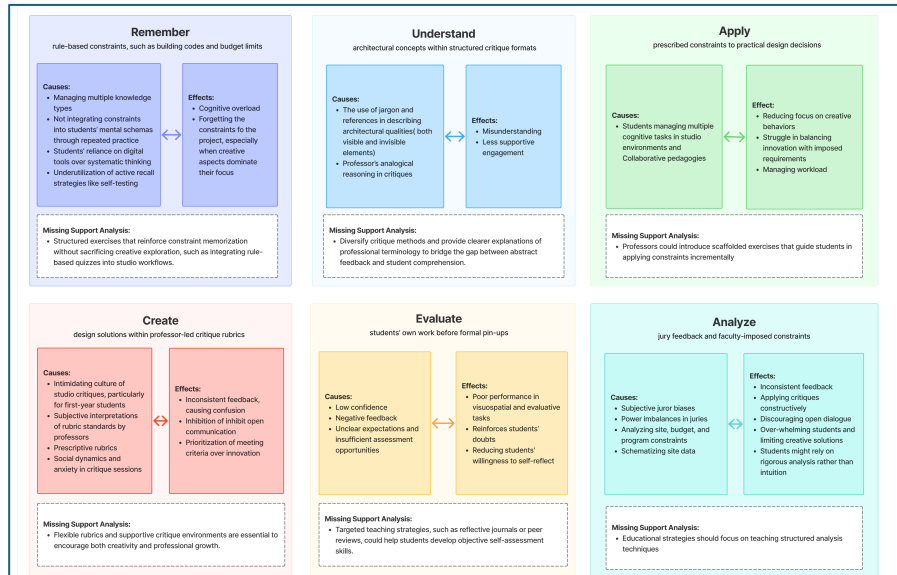 Remember
rule-based constraints, such as building codes and budget limits
Causes:
• Managing multiple knowledge
types
• Not integrating constraints
into students' mental schemas
through repeated practice
• Students' reliance on digital
tools over systematic thinking
• Underutilization of active recall
strategies like self-testing
Effects:
• Cognitive overload
• Forgetting the
constraints fo the
project, especially
when creative
aspects dominate
their focus
Missing Support Analysis:
• Structured exercises that reinforce constraint memorization
without sacrificing creative exploration, such as integrating rule-
based quizzes into studio workflows.
Understand
architectural concepts within structured critique formats
Causes:
• The use of jargon and
references in describing
architectural qualities( both
visible and invisible
elements)
• Professor's analogical
reasoning in critiques
Effects:
• Misunderstanding
• Less supportive
engagement
Missing Support Analysis:
• Diversify critique methods and provide clearer explanations of
professional terminology to bridge the gap between abstract
feedback and student comprehension.
Apply
prescribed constraints to practical design decisions
Causes:
• Students managing multiple
cognitive tasks in studio
environments and
Collaborative pedagogies
Effect:
• Reducing focus on creative
behaviors
• Struggle in balancing
innovation with imposed
requirements
• Managing workload
Missing Support Analysis:
• Professors could introduce scaffolded exercises that guide students in
applying constraints incrementally
Create
design solutions within professor-led critique rubrics
Causes:
• Intimidating culture of
studio critiques, particularly
for first-year students
• Subjective interpretations
of rubric standards by
professors
• Prescriptive rubrics
• Social dynamics and
anxiety in critique sessions
Effects:
• Inconsistent feedback,
causing confusion
• Inhibition of inhibit open
communication
• Prioritization of meeting
criteria over innovation
Missing Support Analysis:
• Flexible rubrics and supportive critique environments are essential to
encourage both creativity and professional growth.
Evaluate
students' own work before formal pin-ups
Causes:
• Low confidence
• Negative feedback
• Unclear expectations and
insufficient assessment
opportunities
Effects:
• Poor performance in
visuospatial and evaluative
tasks
• Reinforces students'
doubts
• Reducing students'
willingness to self-reflect
Missing Support Analysis:
• Targeted teaching strategies, such as reflective journals or peer
reviews, could help students develop objective self-assessment
skills.
Analyze
jury feedback and faculty-imposed constraints
Causes:
• Subjective juror biases
• Power imbalances in juries
• Analyzing site, budget, and
program constraints
• Schematizing site data
Effects:
• Inconsistent feedback
• Applying critiques
constructively
• Discouraging open dialogue
• Over-whelming students and
limiting creative solutions
• Students might rely on
rigorous analysis rather than
intuition
Missing Support Analysis:
• Educational strategies should focus on teaching structured analysis
techniques